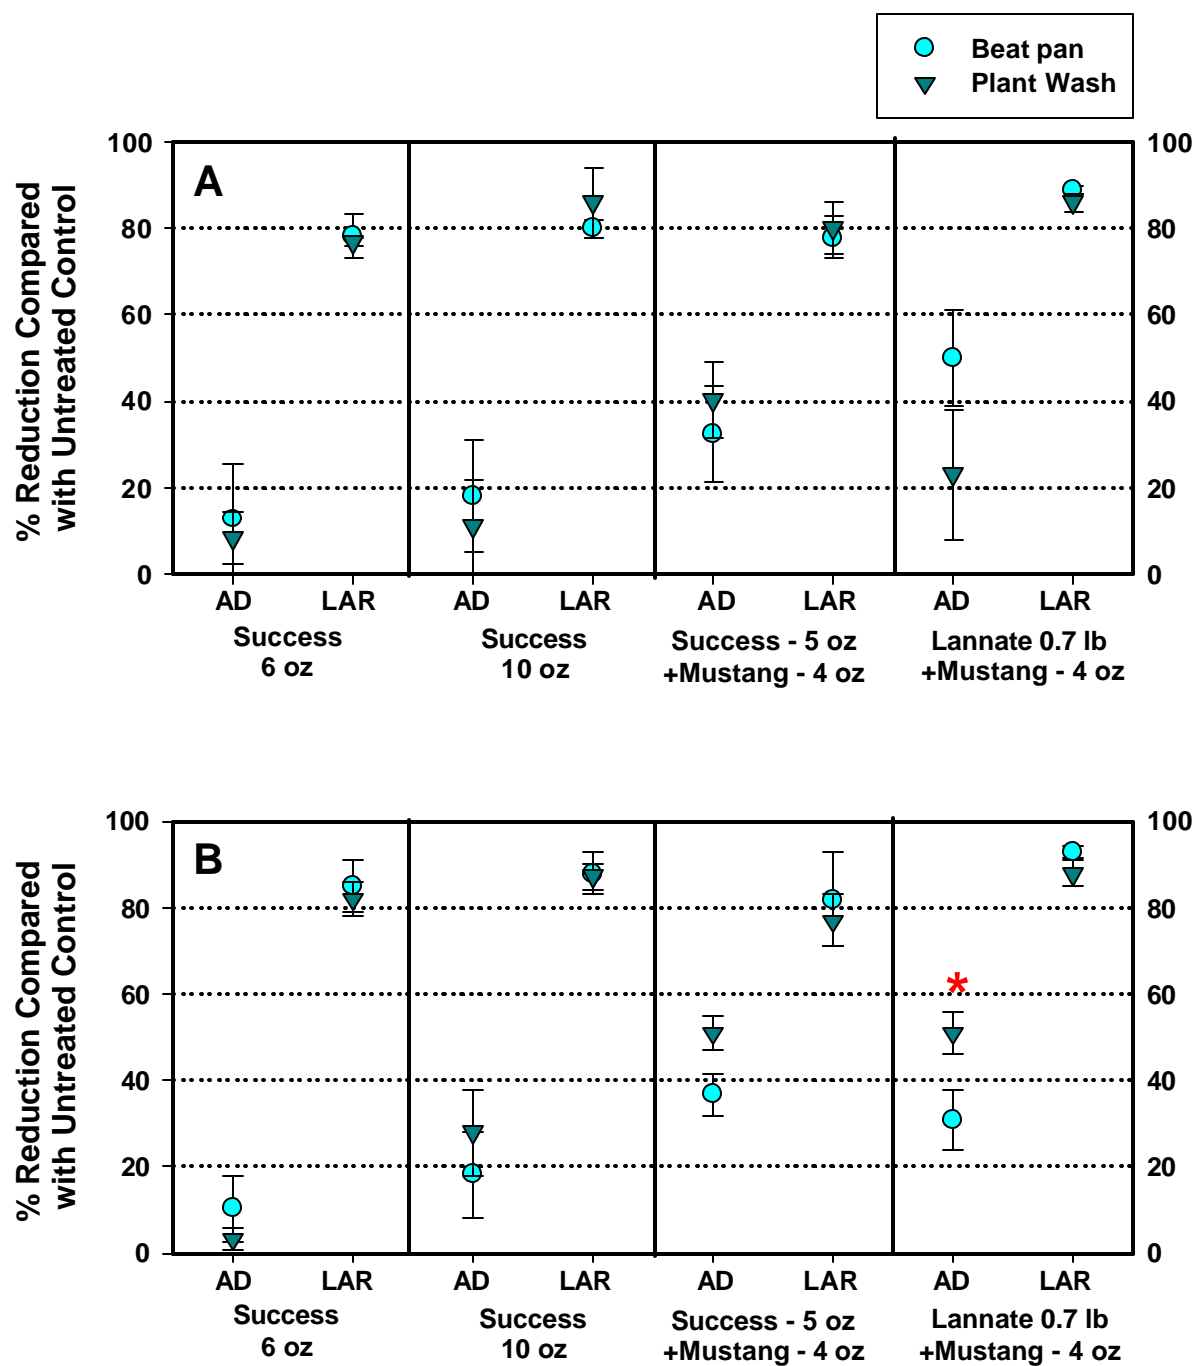 Beat pan
Plant Wash
% Reduction Compared
with Untreated Control
A
100 100
80 80
60 60
40 40
20 20
0 0
AD LAR AD LAR AD LAR AD LAR
Success Success Success - 5 oz Lannate 0.7 lb
6 oz 10 oz +Mustang - 4 oz +Mustang - 4 oz
% Reduction Compared
with Untreated Control
B
100 100
80 80
*
60 60
40 40
20 20
0 0
AD LAR AD LAR AD LAR AD LAR
Success Success Success - 5 oz Lannate 0.7 lb
6 oz 10 oz +Mustang - 4 oz +Mustang - 4 oz